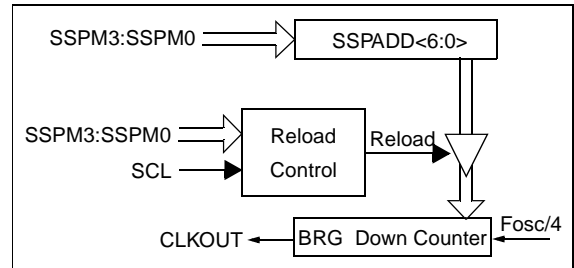 SSPM3:SSPM0
SSPADD<6:0>
SSPM3:SSPM0
SCL
Reload
Control
Reload
CLKOUT
BRG Down Counter
Fosc/4